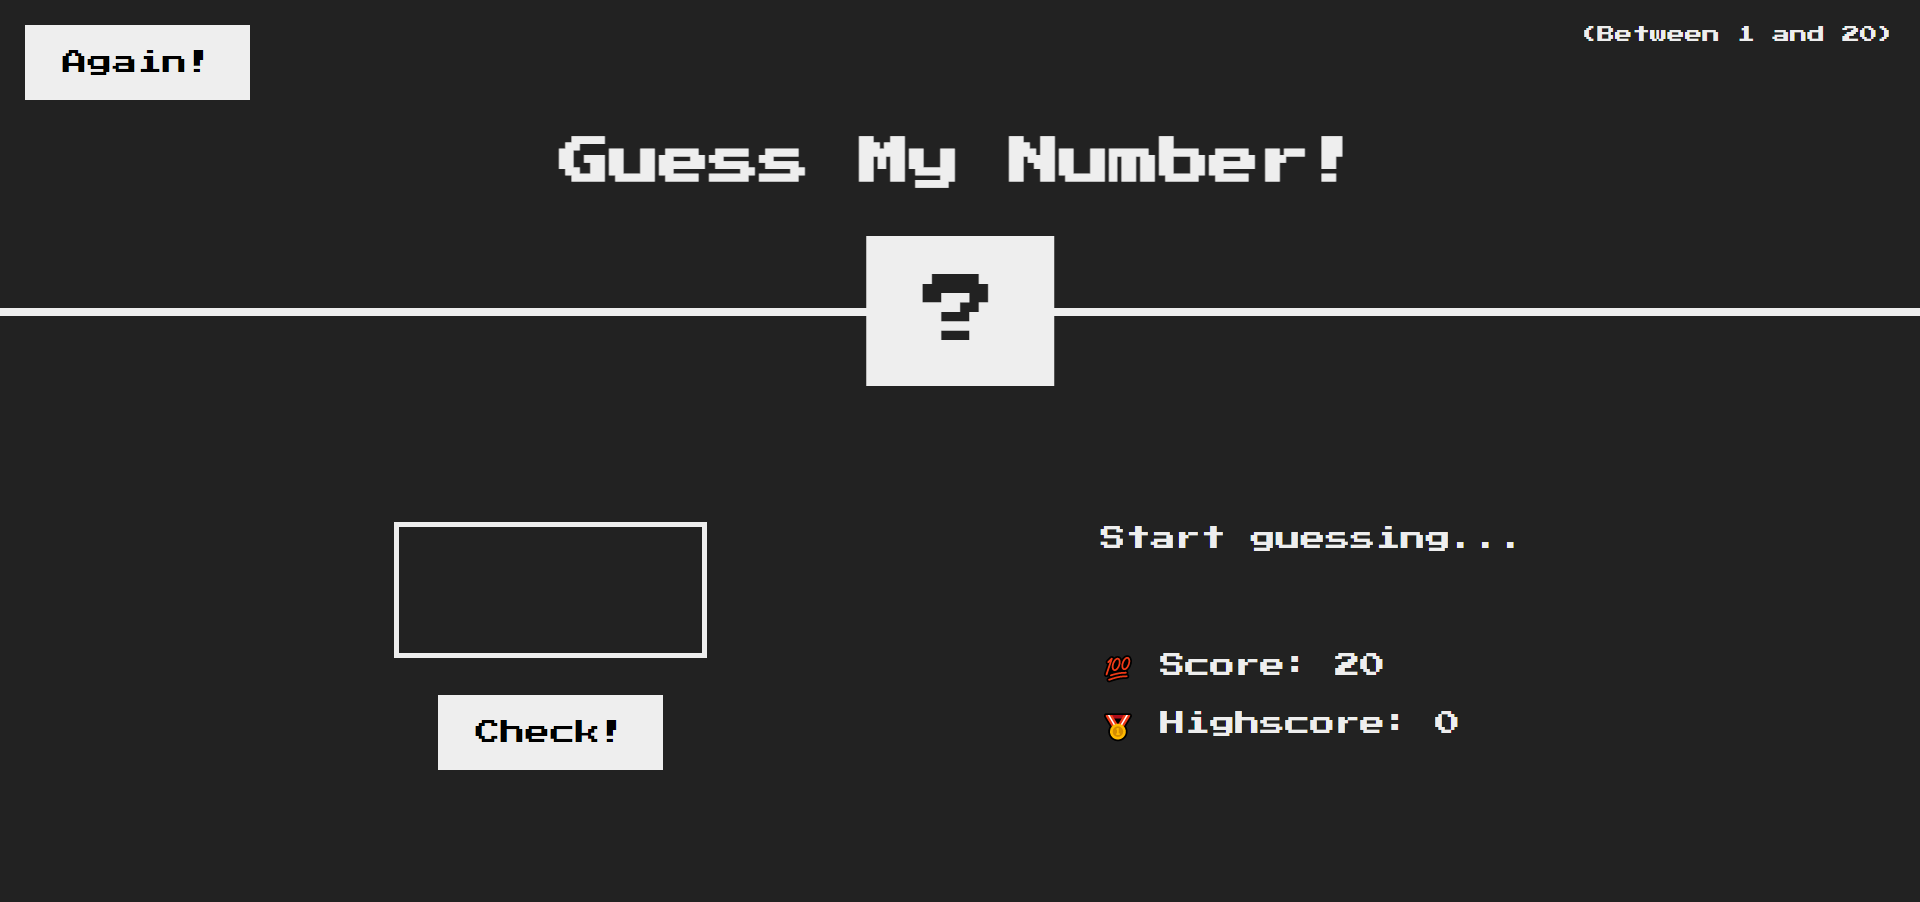 Again!
(Between 1 and 20)
Guess My Number!
?
Start guessing...
💯 Score: 20
🥇 Highscore: 0
Check!